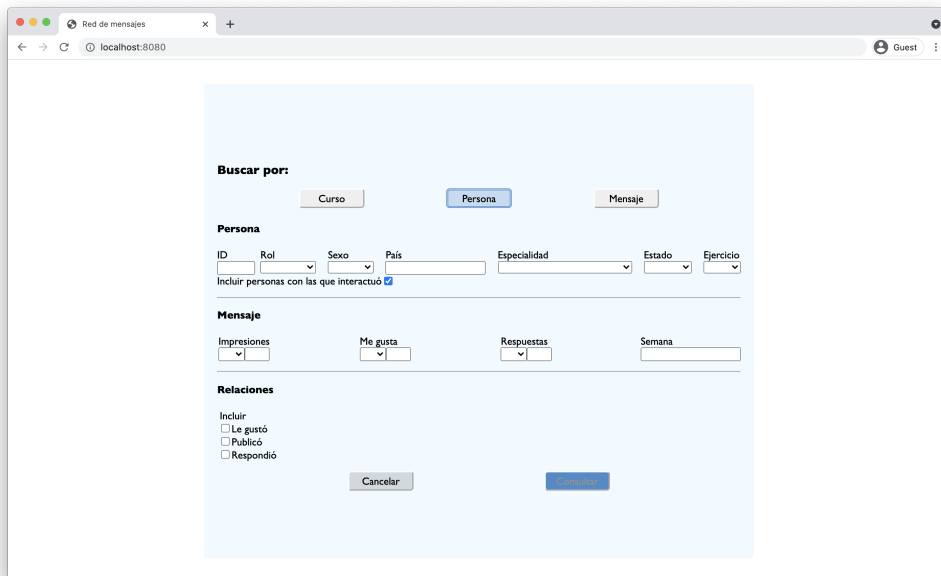 Red de mensajes
localhost:8080
Guest
Buscar por:
Curso Persona Mensaje
Persona
ID Rol Sexo País Especialidad Estado Ejercicio
Incluir personas con las que interactuó
Mensaje
Impresiones Me gusta Respuestas Semana
Relaciones
Incluir
Le gustó
Publicó
Respondió
Cancelar Consultar